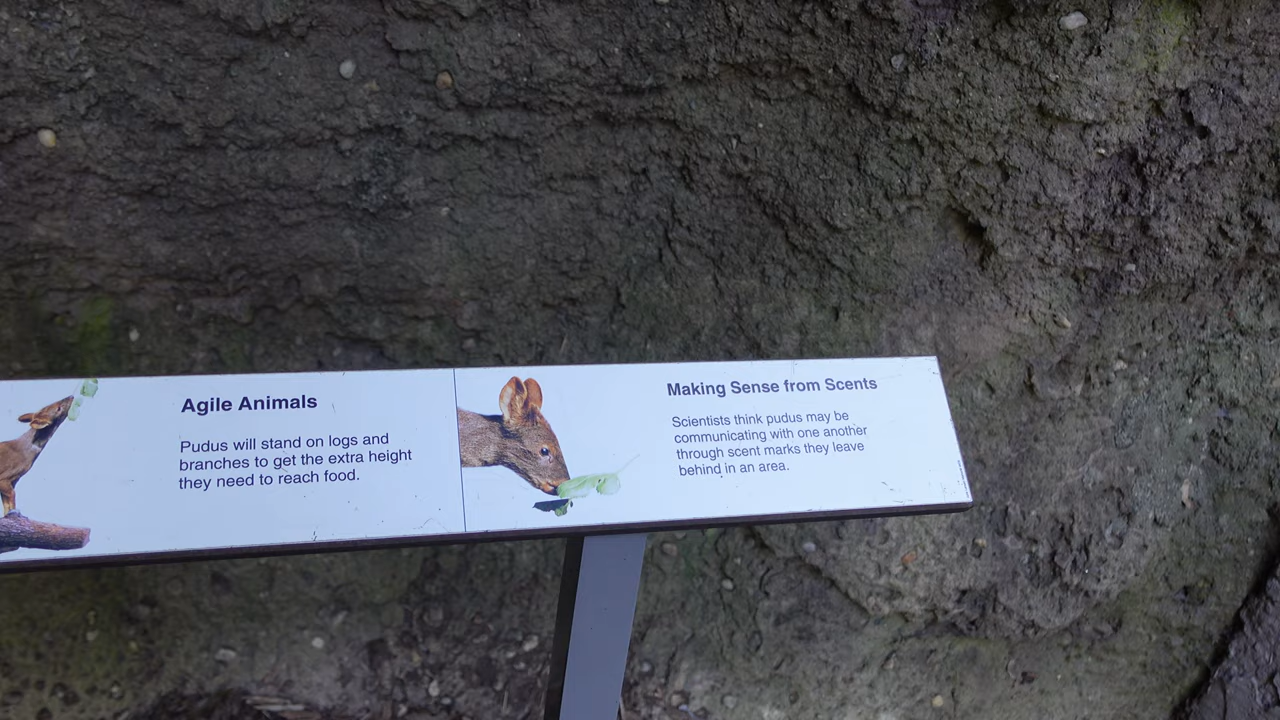 Agile Animals
Pudus will stand on logs and
branches to get the extra height
they need to reach food.
Making Sense from Scents
Scientists think pudus may be
communicating with one another
through scent marks they leave
behind in an area.